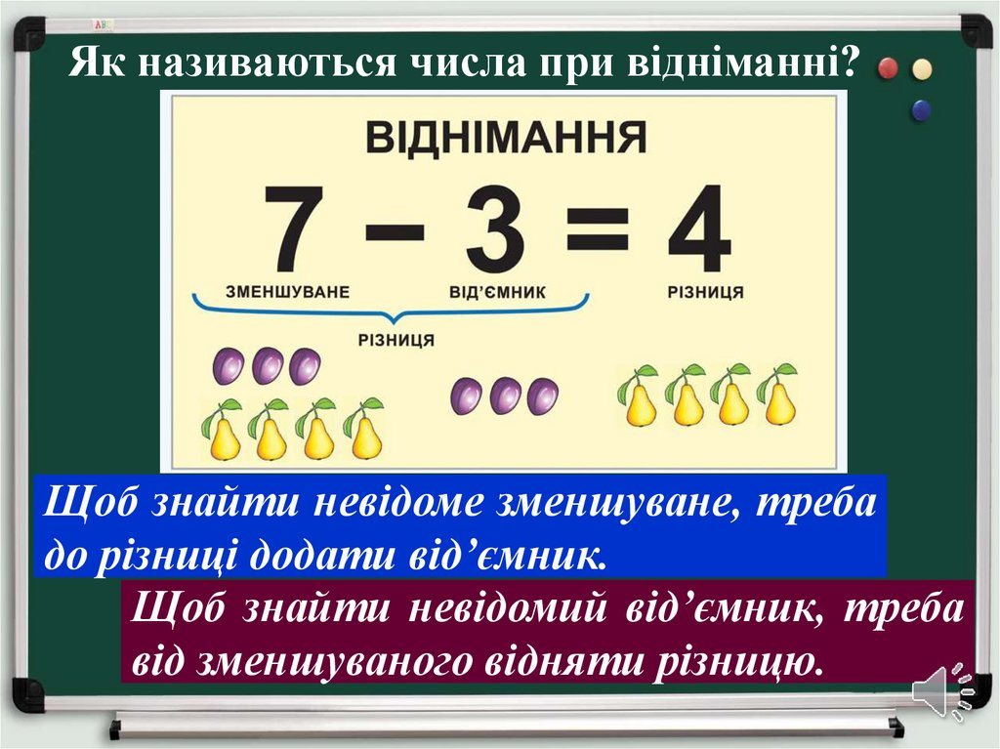 ABC
Як називаються числа при відніманні?
ВІДНІМАННЯ
7 − 3 = 4
ЗМЕНШУВАНЕ ВІД’ЄМНИК РІЗНИЦЯ
РІЗНИЦЯ
Щоб знайти невідоме зменшуване, треба
до різниці додати від’ємник.
Щоб знайти невідомий від’ємник, треба
від зменшуваного відняти різницю.